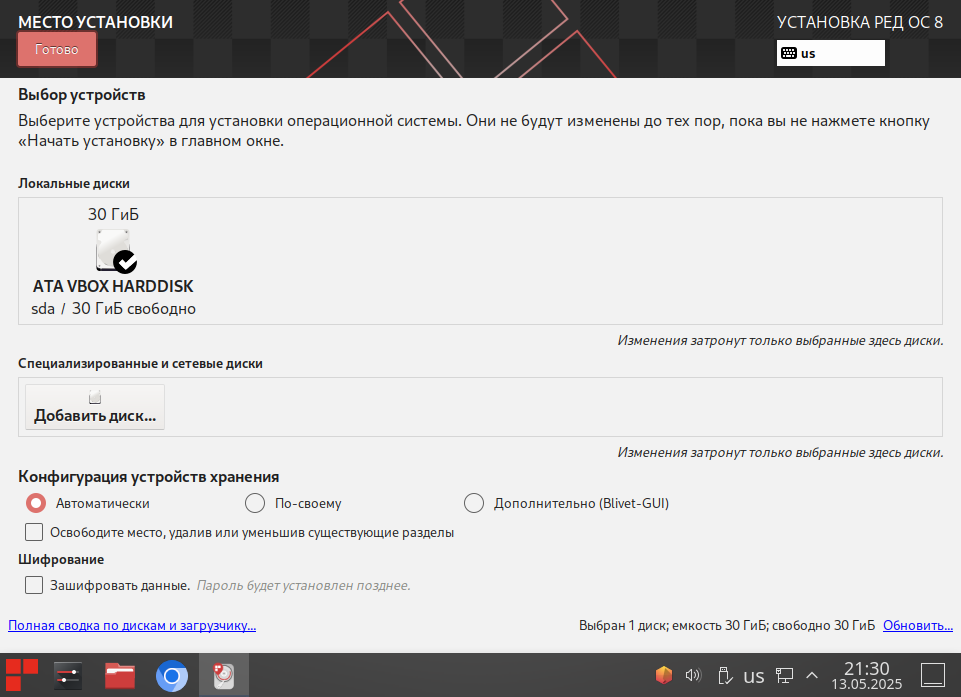 МЕСТО УСТАНОВКИ
УСТАНОВКА РЕД ОС 8
Готово
us
Выбор устройств
Выберите устройства для установки операционной системы. Они не будут изменены до тех пор, пока вы не нажмете кнопку
«Начать установку» в главном окне.
Локальные диски
30 ГиБ
ATA VBOX HARDDISK
sda / 30 ГиБ свободно
Изменения затронут только выбранные здесь диски.
Специализированные и сетевые диски
Добавить диск...
Изменения затронут только выбранные здесь диски.
Конфигурация устройств хранения
Автоматически
По-своему
Дополнительно (Blivet-GUI)
Освободите место, удалив или уменьшив существующие разделы
Шифрование
Зашифровать данные. Пароль будет установлен позднее.
Полная сводка по дискам и загрузчику...
Выбран 1 диск; емкость 30 ГиБ; свободно 30 ГиБ Обновить...
us
21:30
13.05.2025